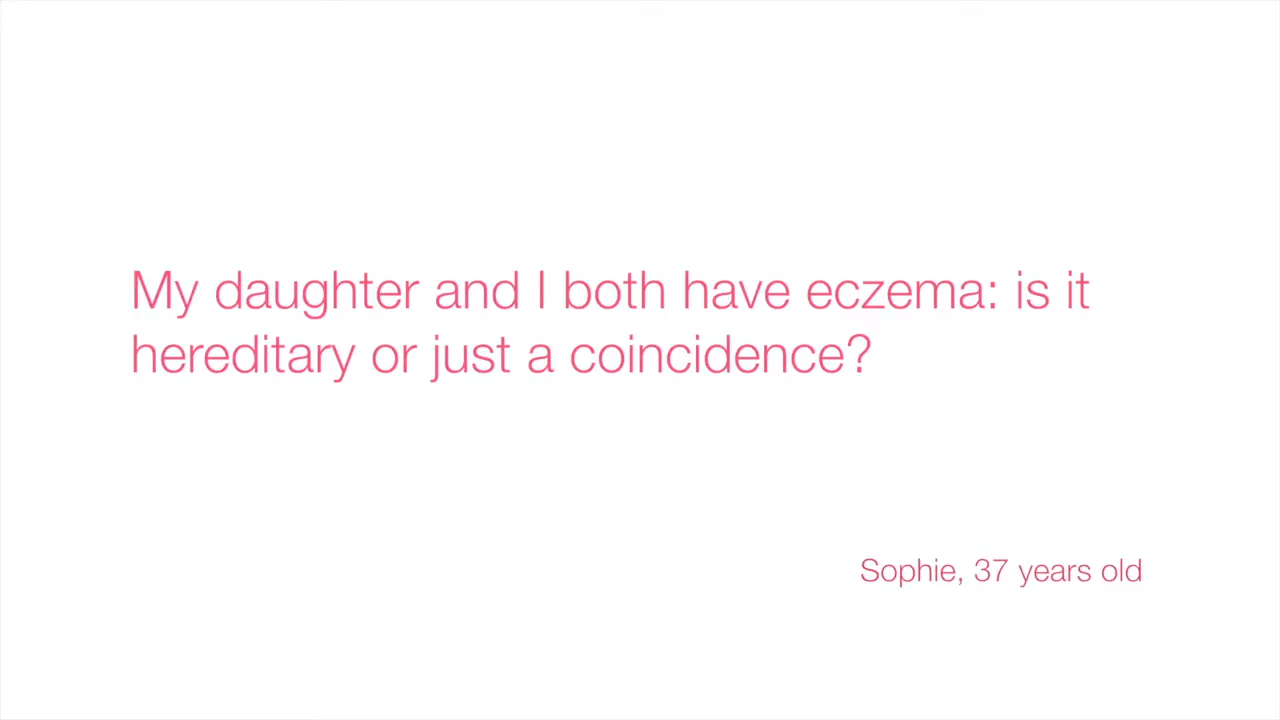 My daughter and I both have eczema: is it
hereditary or just a coincidence?
Sophie, 37 years old